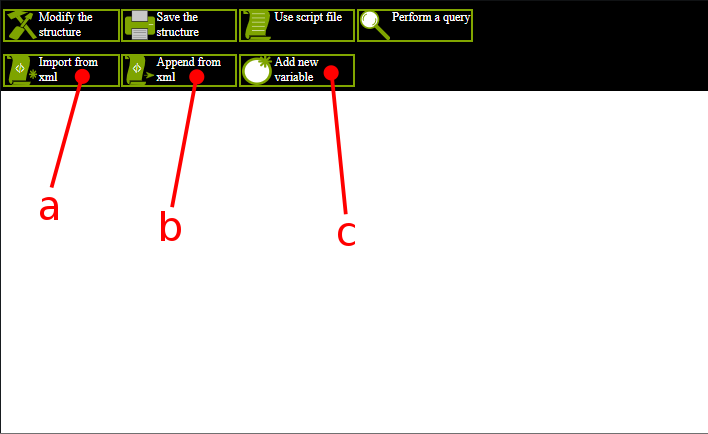 Modify the
structure
Save the
structure
Use script file
Perform a query
Import from
xml
Append from
xml
Add new
variable
a
b
c